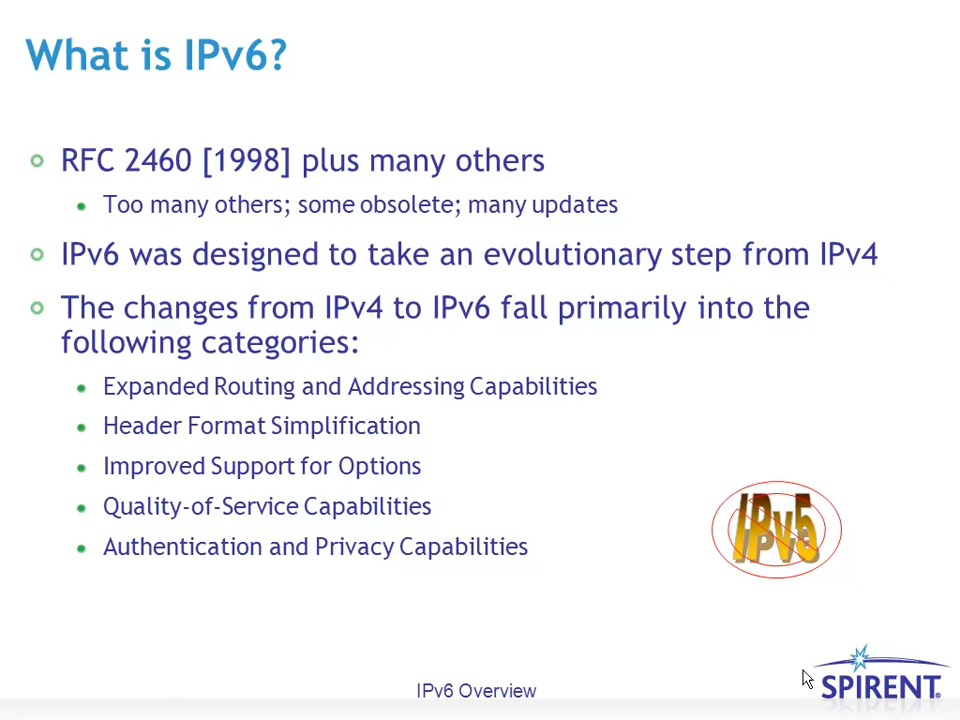 What is IPv6?
RFC 2460 [1998] plus many others
Too many others; some obsolete; many updates
IPv6 was designed to take an evolutionary step from IPv4
The changes from IPv4 to IPv6 fall primarily into the
following categories:
Expanded Routing and Addressing Capabilities
Header Format Simplification
Improved Support for Options
Quality-of-Service Capabilities
Authentication and Privacy Capabilities
IPv5
IPv6 Overview
SPIRENT®